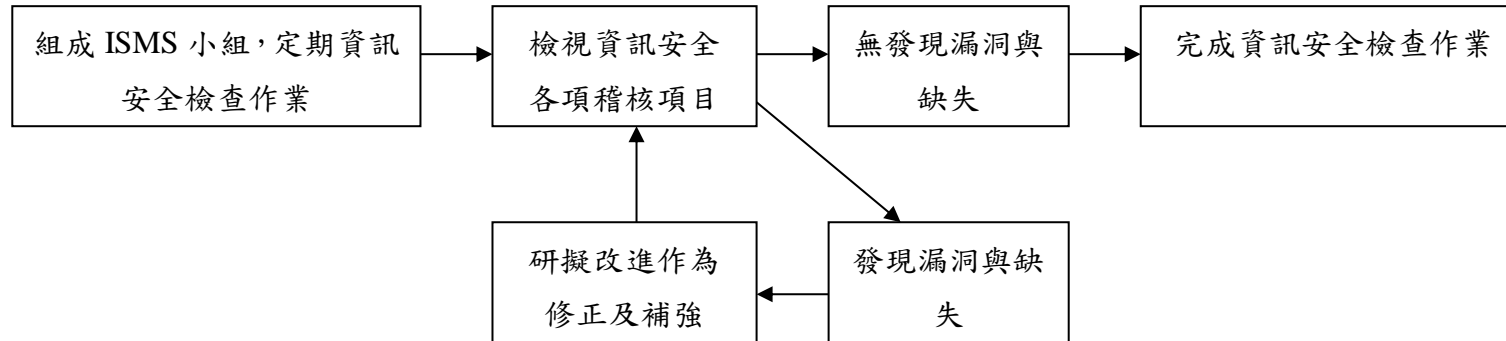 組成 ISMS 小組，定期資訊
安全檢查作業
檢視資訊安全
各項稽核項目
無發現漏洞與
缺失
完成資訊安全檢查作業
研擬改進作為
修正及補強
發現漏洞與缺
失